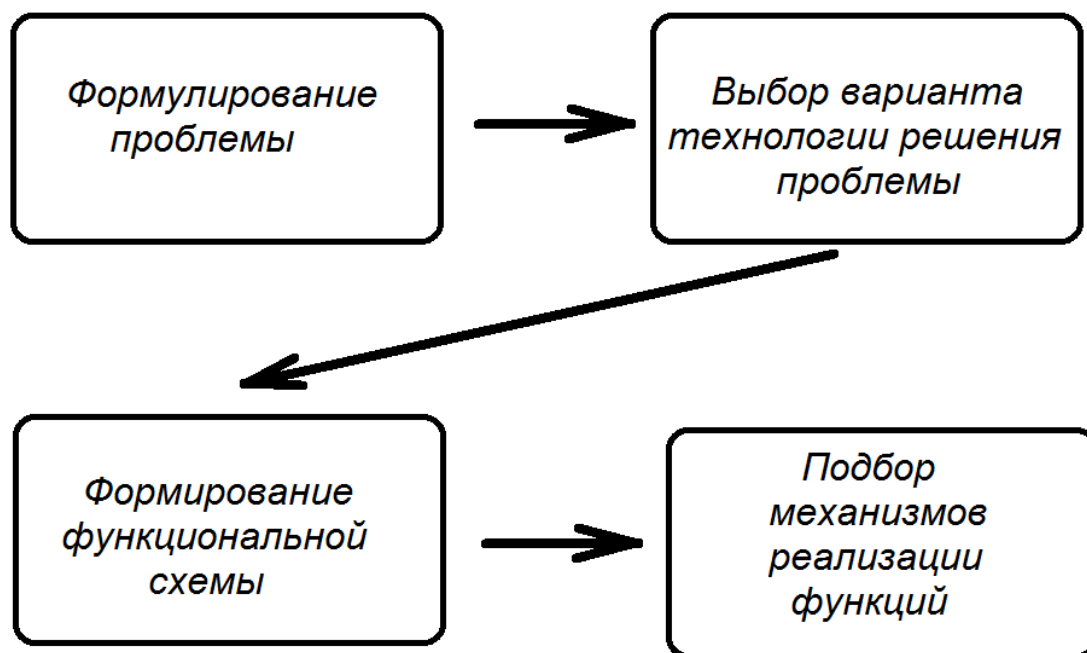 Формулирование
проблемы
Выбор варианта
технологии решения
проблемы
Формирование
функциональной
схемы
Подбор
механизмов
реализации
функций